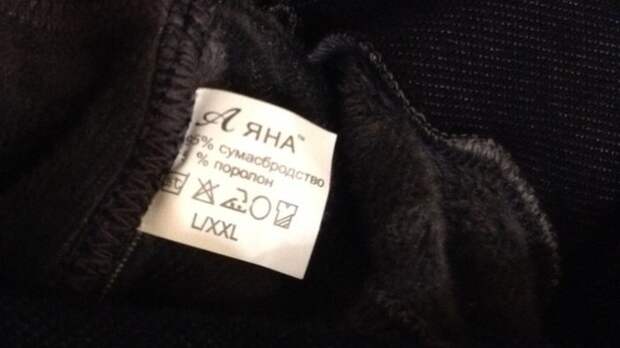 А ЯНА™
95% сумасбродство
% поролон
L/XXL